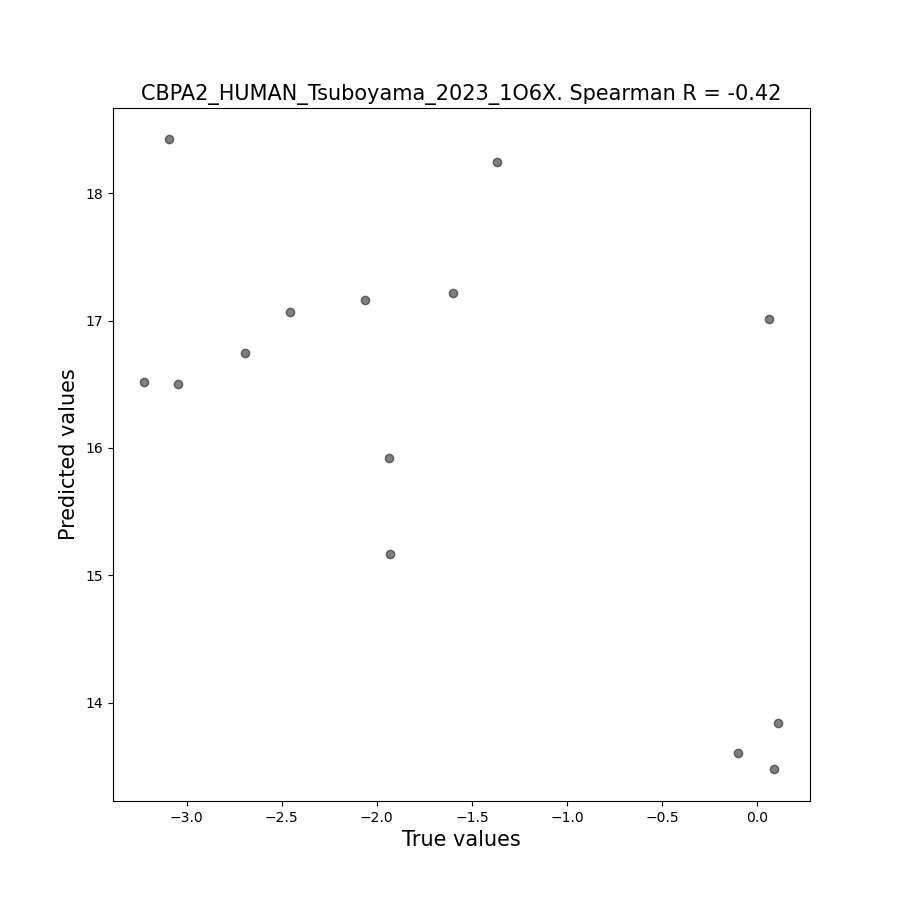 CBPA2_HUMAN_Tsuboyama_2023_1O6X. Spearman R = -0.42
18
17
16
15
14
Predicted values
−3.0 −2.5 −2.0 −1.5 −1.0 −0.5 0.0
True values